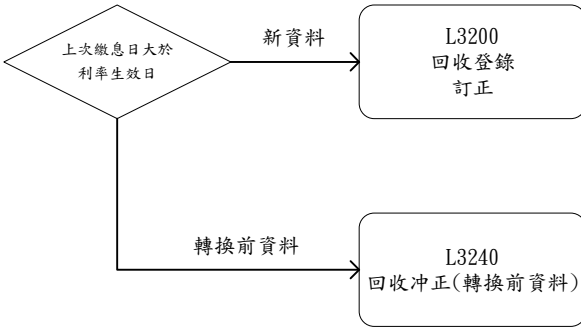 上次繳息日大於
利率生效日
新資料
L3200
回收登錄
訂正
轉換前資料
L3240
回收冲正(轉換前資料)